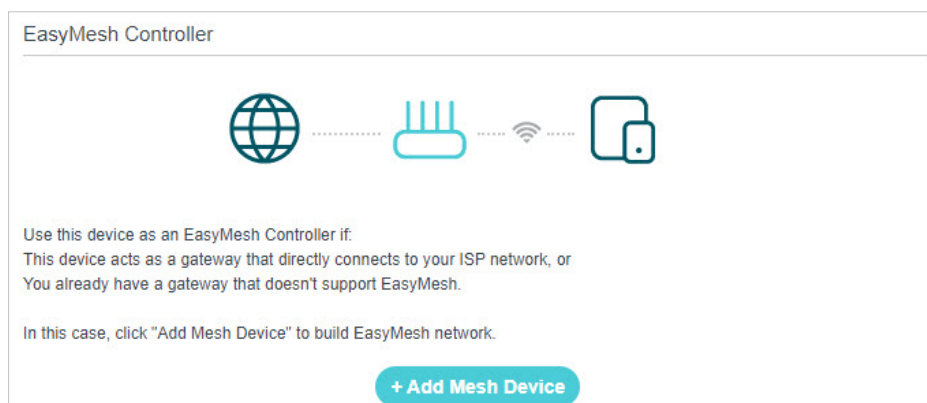 EasyMesh Controller
Use this device as an EasyMesh Controller if:
This device acts as a gateway that directly connects to your ISP network, or
You already have a gateway that doesn't support EasyMesh.
In this case, click "Add Mesh Device" to build EasyMesh network.
+ Add Mesh Device